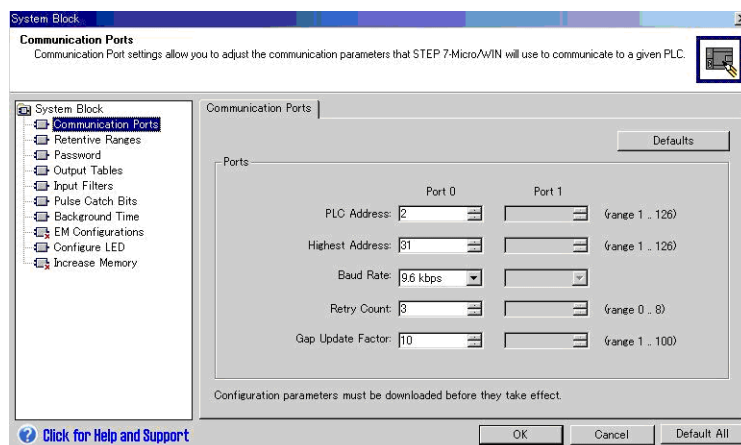 System Block
Communication Ports
Communication Port settings allow you to adjust the communication parameters that STEP 7-Micro/WIN will use to communicate to a given PLC.
System Block
Communication Ports
Retentive Ranges
Password
Output Tables
Input Filters
Pulse Catch Bits
Background Time
EM Configurations
Configure LED
Increase Memory
Communication Ports
Defaults
Ports
Port 0 Port 1
PLC Address: 2 (range 1 .. 126)
Highest Address: 31 (range 1 .. 126)
Baud Rate: 9.6 kbps
Retry Count: 3 (range 0 .. 8)
Gap Update Factor: 10 (range 1 .. 100)
Configuration parameters must be downloaded before they take effect.
Click for Help and Support
OK Cancel Default All